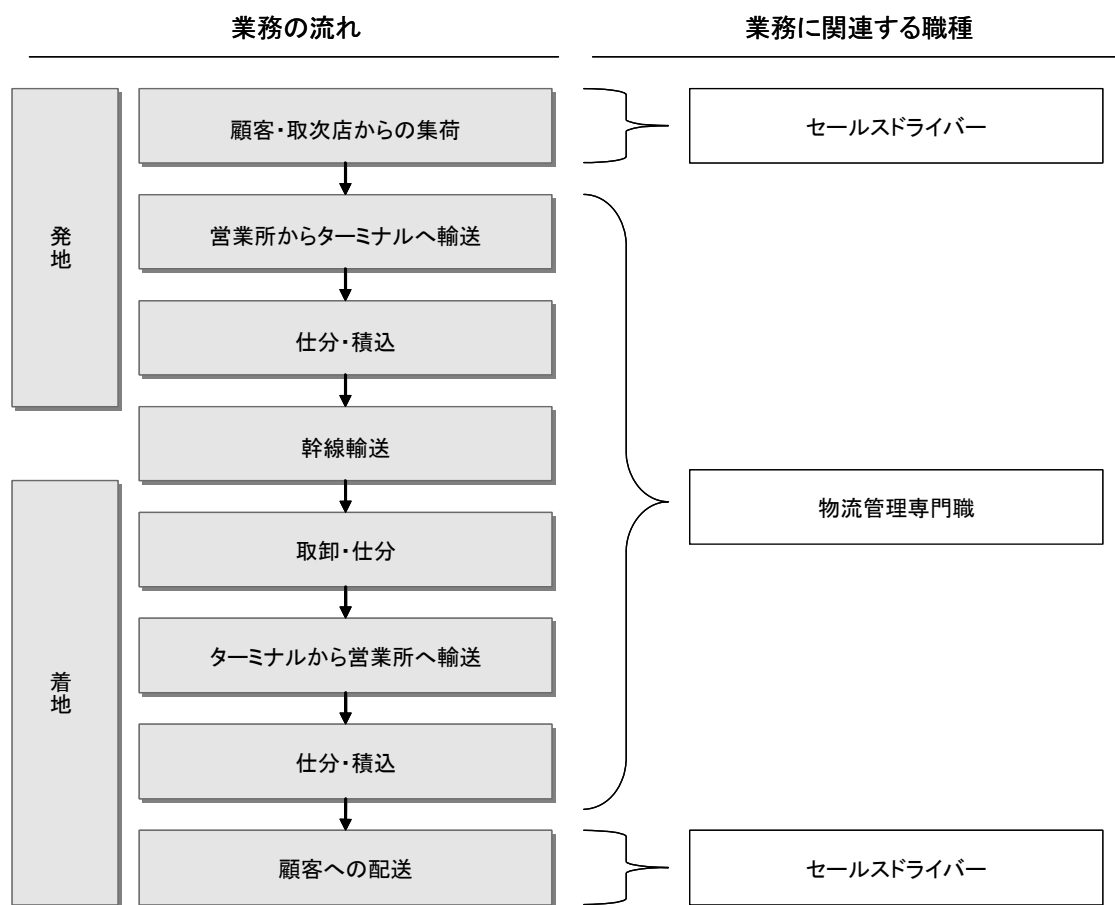 業務の流れ
業務に関連する職種
発地
顧客・取次店からの集荷
セールスドライバー
営業所からターミナルへ輸送
仕分・積込
幹線輸送
物流管理専門職
着地
取卸・仕分
ターミナルから営業所へ輸送
仕分・積込
顧客への配送
セールスドライバー